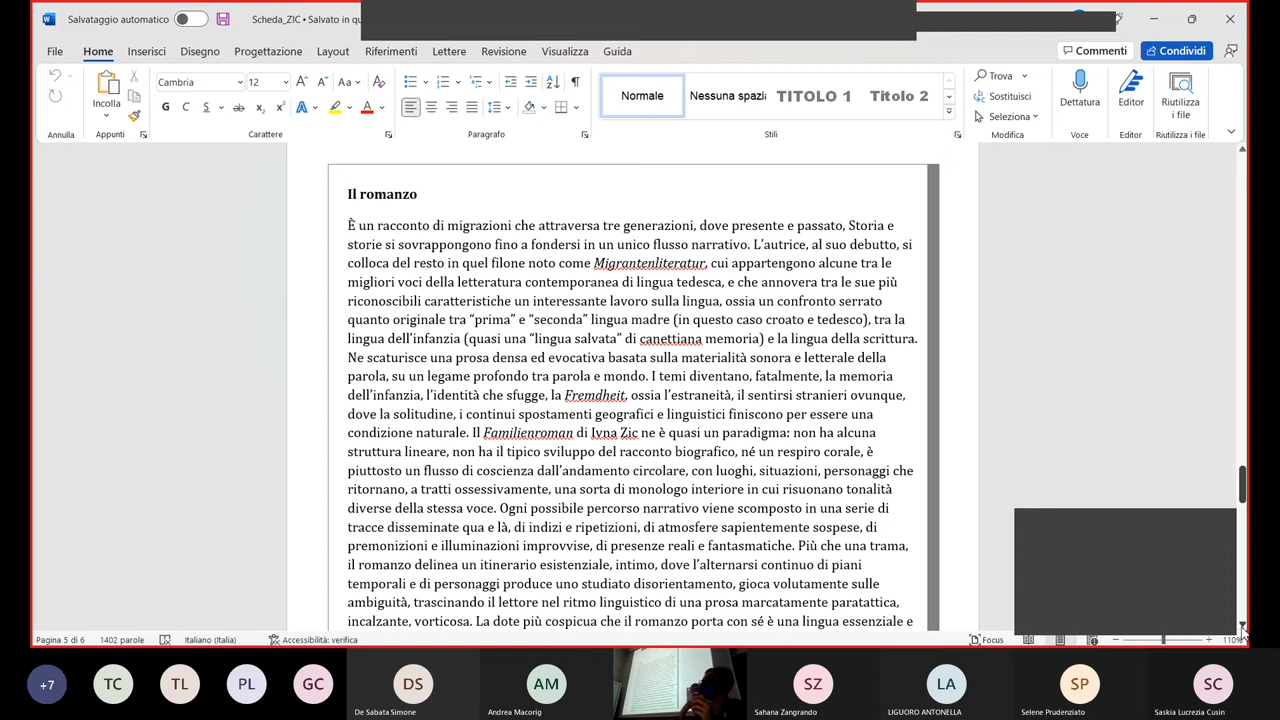 Salvataggio automatico
Scheda_ZIC • Salvato in qu
File Home Inserisci Disegno Progettazione Layout Riferimenti Lettere Revisione Visualizza Guida Commenti Condividi
Incolla
Cambria 12
Aa
G C S ab x₂ x² A A
Normale Nessuna spazia TITOLO 1 Titolo 2
Trova
Sostituisci
Seleziona
Dettatura
Editor
Riutilizza i file
Annulla Appunti Carattere Paragrafo Stili Modifica Voce Editor Riutilizza i file
Il romanzo
È un racconto di migrazioni che attraversa tre generazioni, dove presente e passato, Storia e
storie si sovrappongono fino a fondersi in un unico flusso narrativo. L’autrice, al suo debutto, si
colloca del resto in quel filone noto come Migrantenliteratur, cui appartengono alcune tra le
migliori voci della letteratura contemporanea di lingua tedesca, e che annovera tra le sue più
riconoscibili caratteristiche un interessante lavoro sulla lingua, ossia un confronto serrato
quanto originale tra “prima” e “seconda” lingua madre (in questo caso croato e tedesco), tra la
lingua dell’infanzia (quasi una “lingua salvata” di canettiana memoria) e la lingua della scrittura.
Ne scaturisce una prosa densa ed evocativa basata sulla materialità sonora e letterale della
parola, su un legame profondo tra parola e mondo. I temi diventano, fatalmente, la memoria
dell’infanzia, l’identità che sfugge, la Fremdheit, ossia l’estraneità, il sentirsi stranieri ovunque,
dove la solitudine, i continui spostamenti geografici e linguistici finiscono per essere una
condizione naturale. Il Familienroman di Ivna Zic ne è quasi un paradigma: non ha alcuna
struttura lineare, non ha il tipico sviluppo del racconto biografico, né un respiro corale, è
piuttosto un flusso di coscienza dall’andamento circolare, con luoghi, situazioni, personaggi che
ritornano, a tratti ossessivamente, una sorta di monologo interiore in cui risuonano tonalità
diverse della stessa voce. Ogni possibile percorso narrativo viene scomposto in una serie di
tracce disseminate qua e là, di indizi e ripetizioni, di atmosfere sapientemente sospese, di
premonizioni e illuminazioni improvvise, di presenze reali e fantasmatiche. Più che una trama,
il romanzo delinea un itinerario esistenziale, intimo, dove l’alternarsi continuo di piani
temporali e di personaggi produce uno studiato disorientamento, gioca volutamente sulle
ambiguità, trascinando il lettore nel ritmo linguistico di una prosa marcatamente paratattica,
incalzante, vorticosa. La dote più cospicua che il romanzo porta con sé è una lingua essenziale e
Pagina 5 di 6 1402 parole Italiano (Italia) Accessibilità: verifica Focus 110%
+7 TC TL PL GC DS AM SZ LA SP SC
De Sabata Simone Andrea Macorig Sahana Zangrando LIGUORO ANTONELLA Selene Prudenziato Saskia Lucrezia Cusin